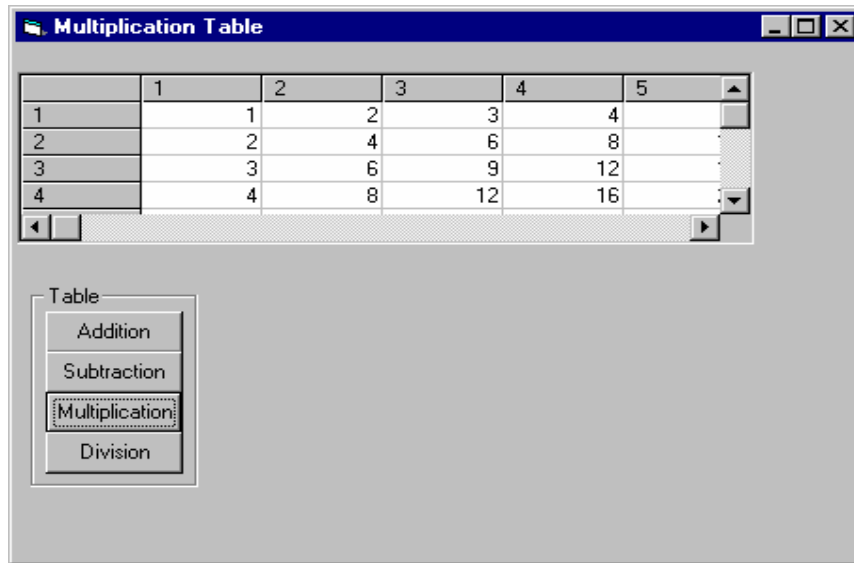 Multiplication Table
1 2 3 4 5
1 1 2 3 4
2 2 4 6 8
3 3 6 9 12
4 4 8 12 16
Table
Addition
Subtraction
Multiplication
Division